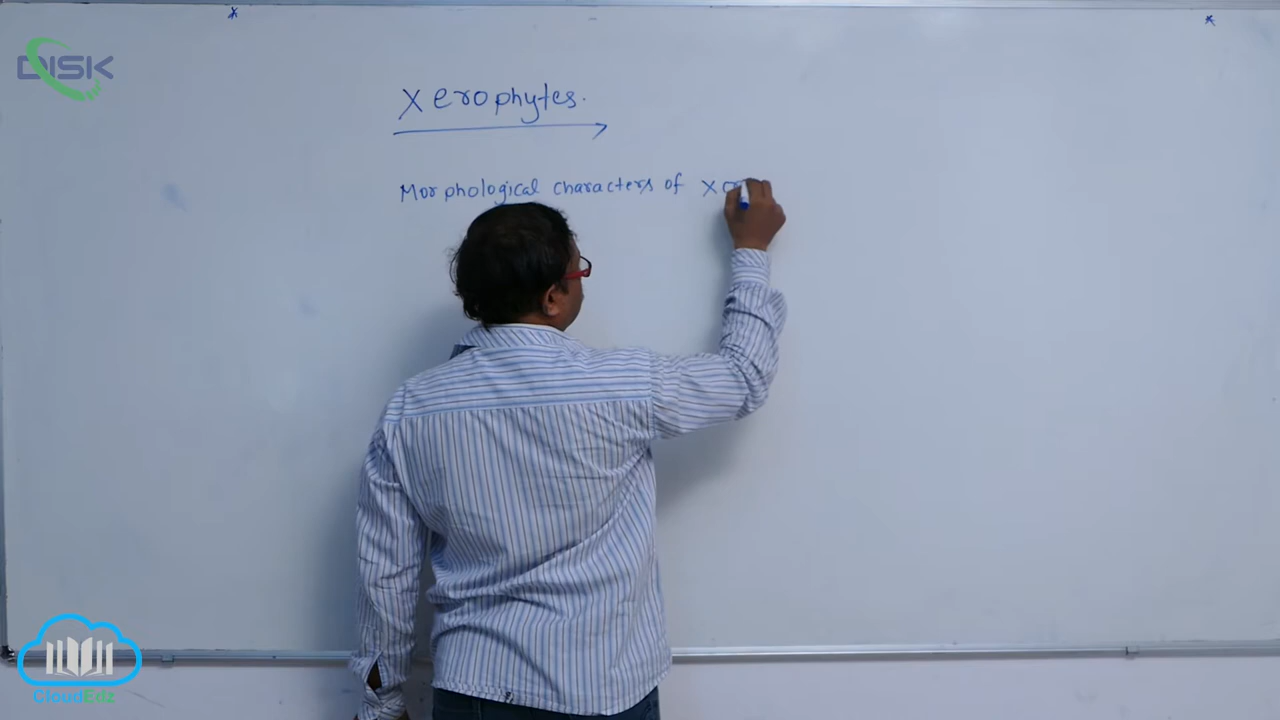 DISK
Xerophytes.
Morphological characters of
CloudEdz